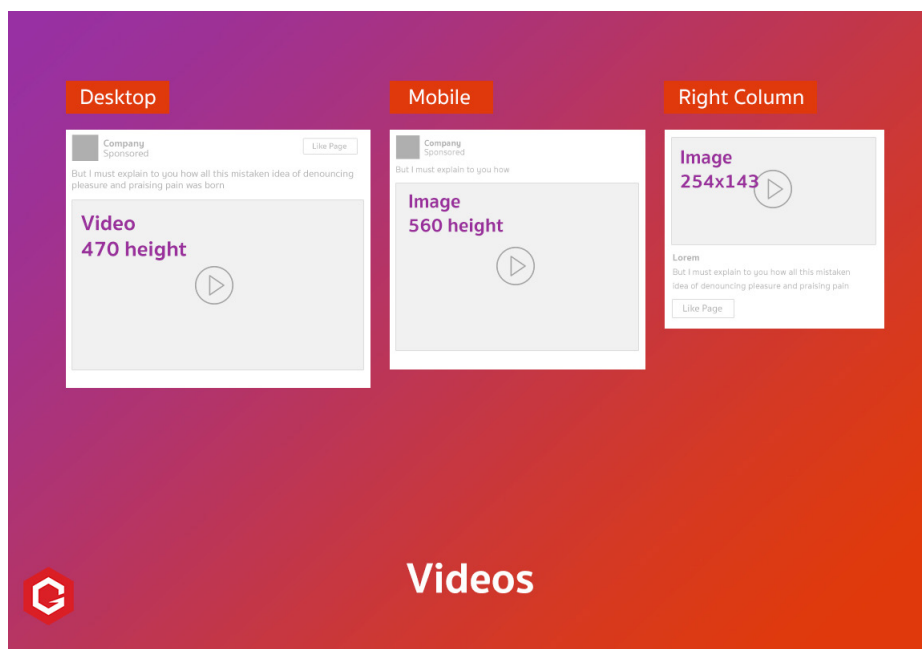 Desktop
Company
Sponsored
Like Page
But I must explain to you how all this mistaken idea of denouncing
pleasure and praising pain was born
Video
470 height
Mobile
Company
Sponsored
But I must explain to you how
Image
560 height
Right Column
Image
254x143
Lorem
But I must explain to you how all this mistaken
idea of denouncing pleasure and praising pain
Like Page
Videos